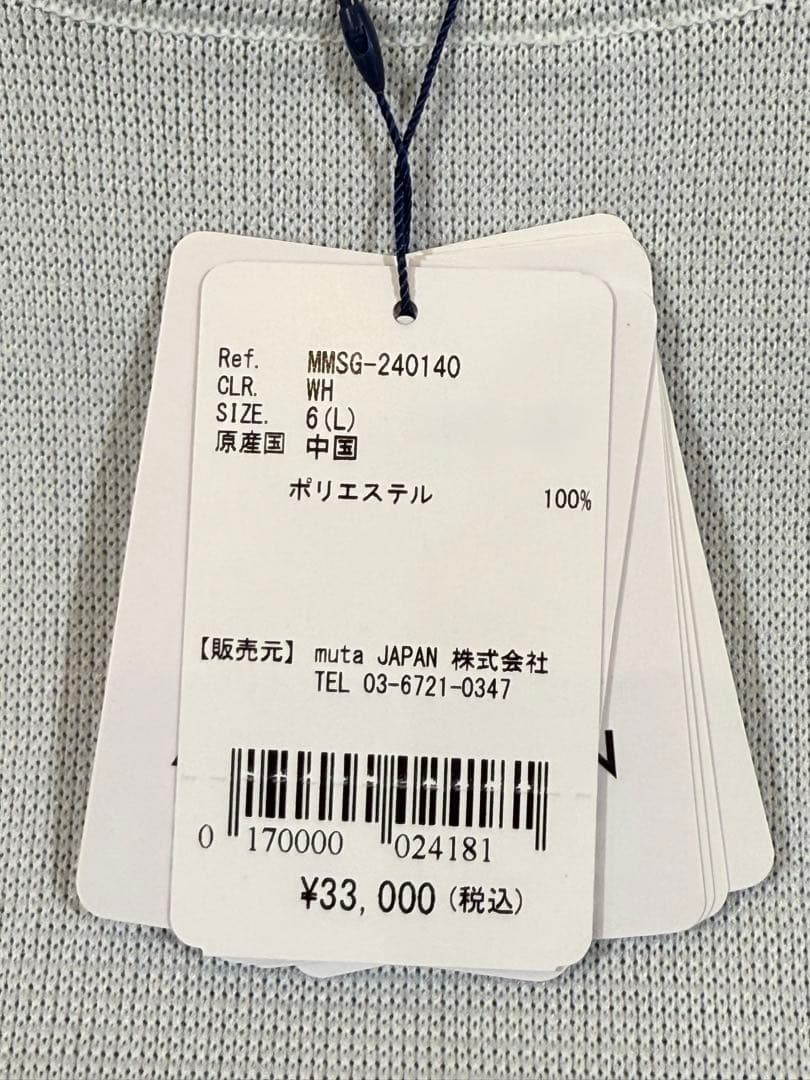 Ref. MMSG-240140
CLR. WH
SIZE. 6(L)
原産国 中国
ポリエステル 100%
【販売元】 muta JAPAN 株式会社
TEL 03-6721-0347
0 170000 024181
¥33,000(税込)